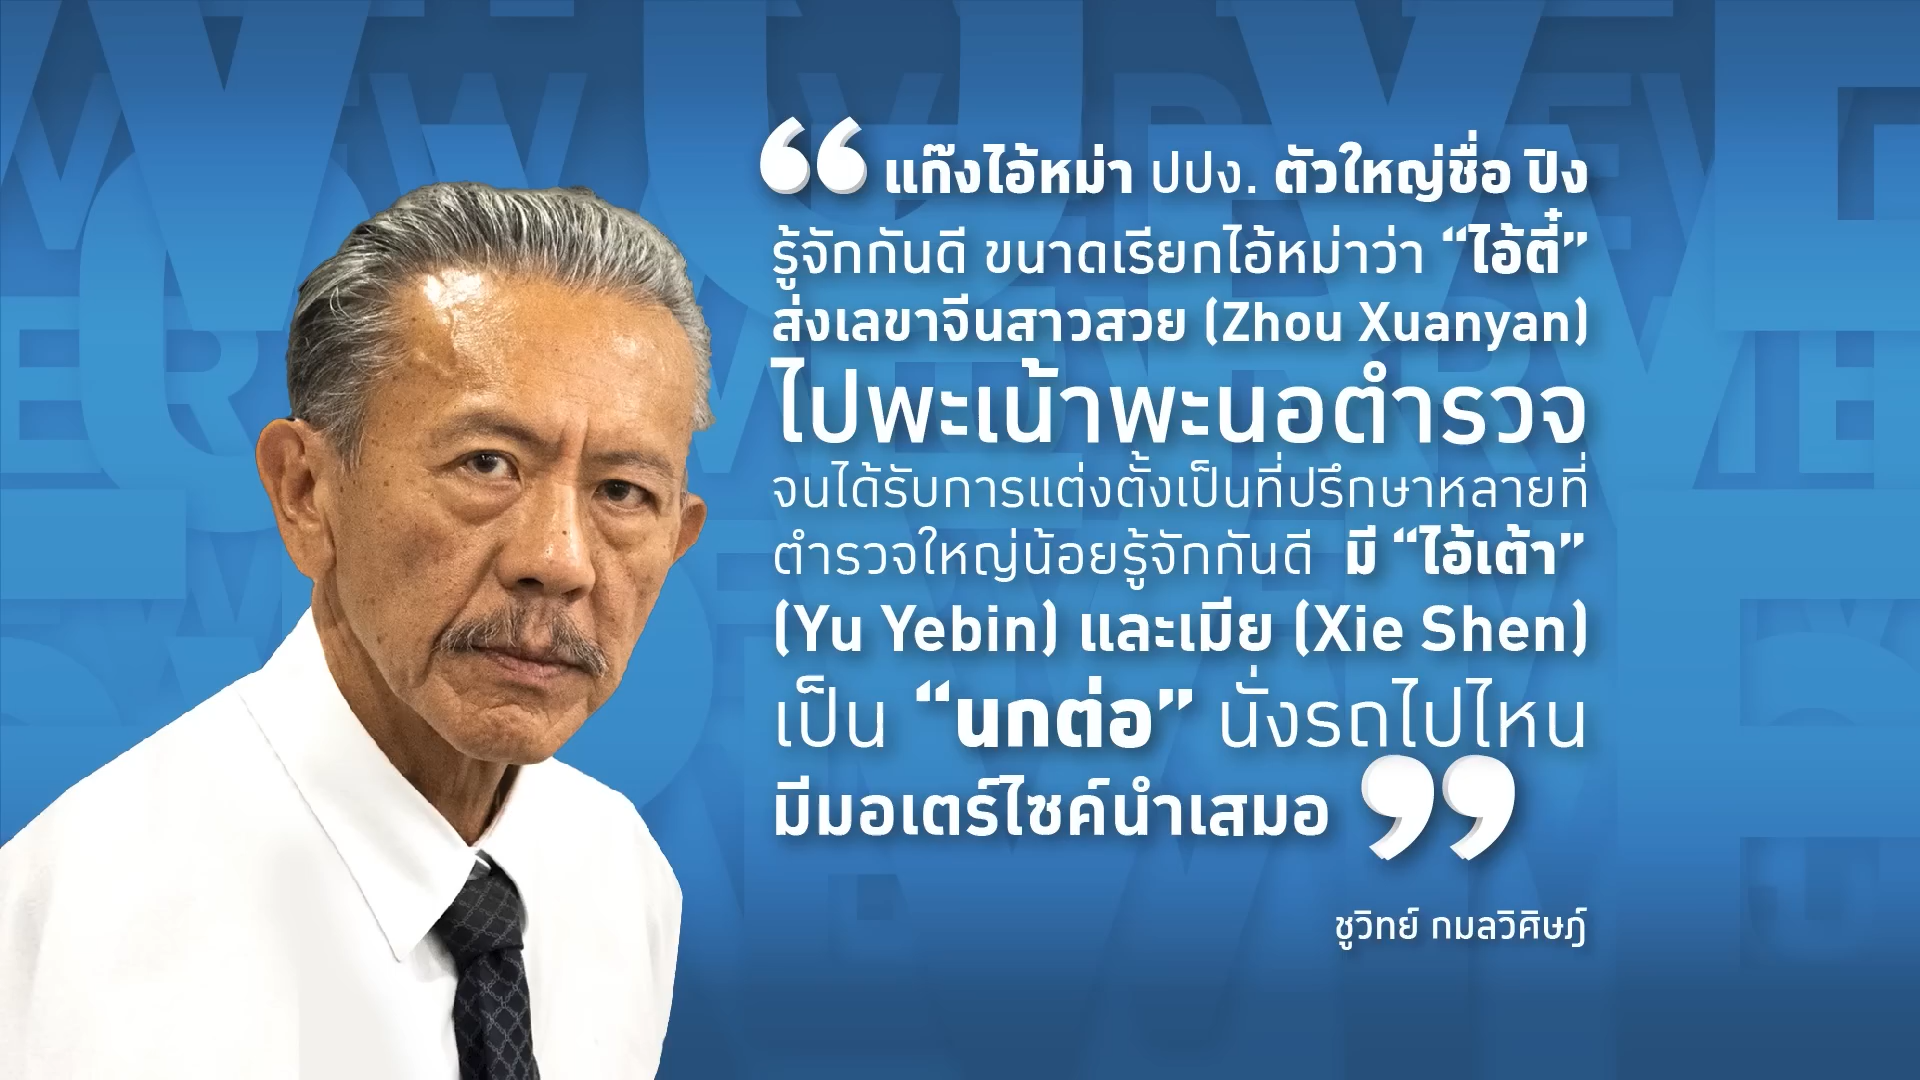 “ แก๊งไอ้หม่า ปปง. ตัวใหญ่ชื่อ ปิง
รู้จักกันดี ขนาดเรียกไอ้หม่าว่า “ไอ้ตี๋”
ส่งเลขาจีนสาวสวย (Zhou Xuanyan)
ไปพะเน้าพะนอตำรวจ
จนได้รับการแต่งตั้งเป็นที่ปรึกษาหลายที่
ตำรวจใหญ่น้อยรู้จักกันดี มี “ไอ้เต้า”
(Yu Yebin) และเมีย (Xie Shen)
เป็น “นกต่อ” นั่งรถไปไหน
มีมอเตร์ไซค์นำเสมอ ”
ชูวิทย์ กมลวิศิษฎ์